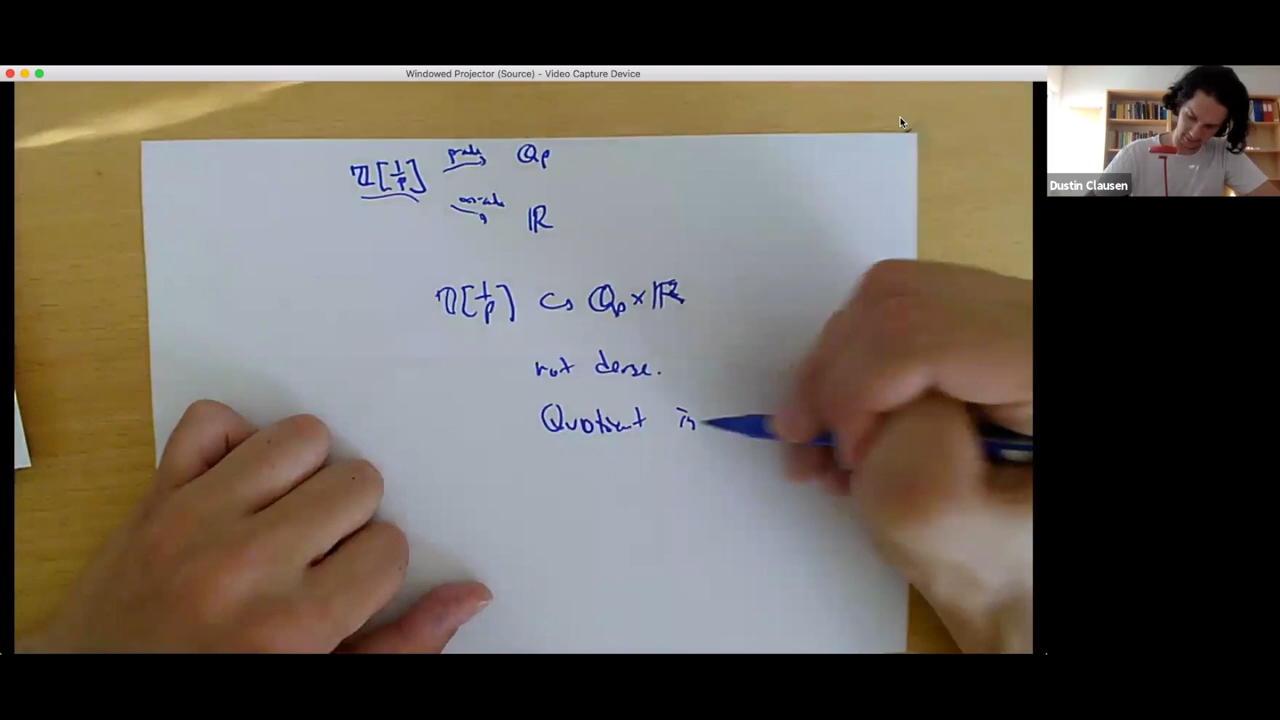 Windowed Projector (Source) - Video Capture Device
Dustin Clausen
ℤ[1/p] → ℚp
→ ℝ
ℤ[1/p] ↪ ℚp × ℝ
not dense.
Quotient is